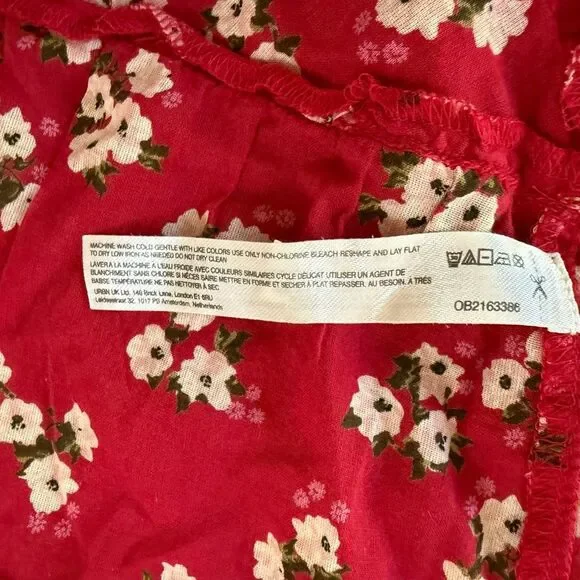 MACHINE WASH COLD GENTLE WITH LIKE COLORS USE ONLY NON-CHLORINE BLEACH RESHAPE AND LAY FLAT
TO DRY LOW IRON AS NEEDED DO NOT DRY CLEAN
LAVER A LA MACHINE A L'EAU FROIDE AVEC COULEURS SIMILAIRES CYCLE DÉLICAT UTILISER UN AGENT DE
BLANCHIMENT SANS CHLORE SI NÉCES SAIRE METTRE EN FORME ET SECHER À PLAT REPASSER. AU BESOIN. A TRÈS
BASSE TEMPÉRATURE NE PAS NETTOYER À SEC
URBN UK Ltd, 146 Brick Lane, London E1 6RU
Leidsestraat 32, 1017 PB Amsterdam, Netherlands
OB2163386